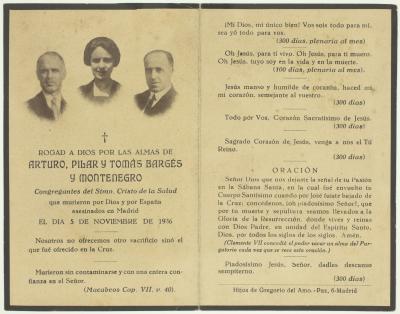 ROGAD A DIOS POR LAS ALMAS DE
ARTURO, PILAR Y TOMÁS BARGÉS
Y MONTENEGRO
Congregantes del Stmo. Cristo de la Salud
que murieron por Dios y por España
asesinados en Madrid
EL DIA 5 DE NOVIEMBRE DE 1936
Nosotros no ofrecemos otro sacrificio sinó el
que fué ofrecido en la Cruz.
Murieron sin contaminarse y con una entera con-
fianza en el Señor.
(Macabeos Cap. VII. v. 40).
¡Mi Dios, mi único bien! Vos sois todo para mi,
sea yó todo para vos.
(300 días, plenaria al mes)
Oh Jesús, para ti vivo. Oh Jesús, para ti muero.
Oh Jesús, tuyo soy en la vida y en la muerte.
(100 días, plenaria al mes)
Jesús manso y humilde de corazón, haced mi
mi corazón, semejante al vuestro.
(300 días)
Todo por Vos, Corazón Sacratísimo de Jesús.
(300 días)
Sagrado Corazón de Jesús, venga a nos el Tú
Reino.
(300 días)
ORACIÓN
Señor Dios que nos dejaste la señal de tu Pasión
en la Sábana Santa, en la cual fué envuelto tu
Cuerpo Santísimo cuando por José fuiste bajado de
la Cruz: concédenos, ¡oh piadosísimo Señor!, que
por tu muerte y sepultura seamos llevados a la
Gloria de la Resurrección, donde vives y reinas
con Dios Padre, en unidad del Espíritu Santo,
Dios, por todos los siglos de los siglos. Amén.
(Clemente VII concedió el poder sacar un alma del Pur-
gatorio cada vez que se rece esta oración.)
Piadosísimo Jesús, Señor, dadles descanso
sempiterno.
(300 días)
Hijos de Gregorio del Amo.-Paz, 6-Madrid